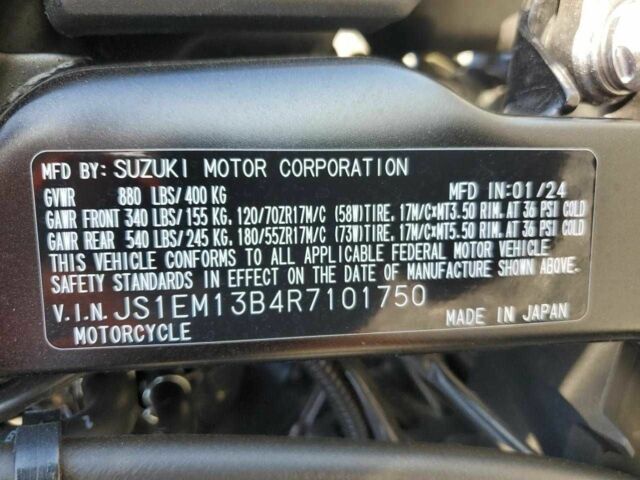 MFD BY: SUZUKI MOTOR CORPORATION
GVWR 880 LBS/400 KG MFD IN:01/24
GAWR FRONT 340 LBS/155 KG, 120/70ZR17M/C (58W)TIRE, 17M/C×MT3.50 RIM, AT 36 PSI COLD
GAWR REAR 540 LBS/245 KG, 180/55ZR17M/C (73W)TIRE, 17M/C×MT5.50 RIM, AT 36 PSI COLD
THIS VEHICLE CONFORMS TO ALL APPLICABLE FEDERAL MOTOR VEHICLE
SAFETY STANDARDS IN EFFECT ON THE DATE OF MANUFACTURE SHOWN ABOVE.
V.I.N. JS1EM13B4R7101750
MOTORCYCLE MADE IN JAPAN